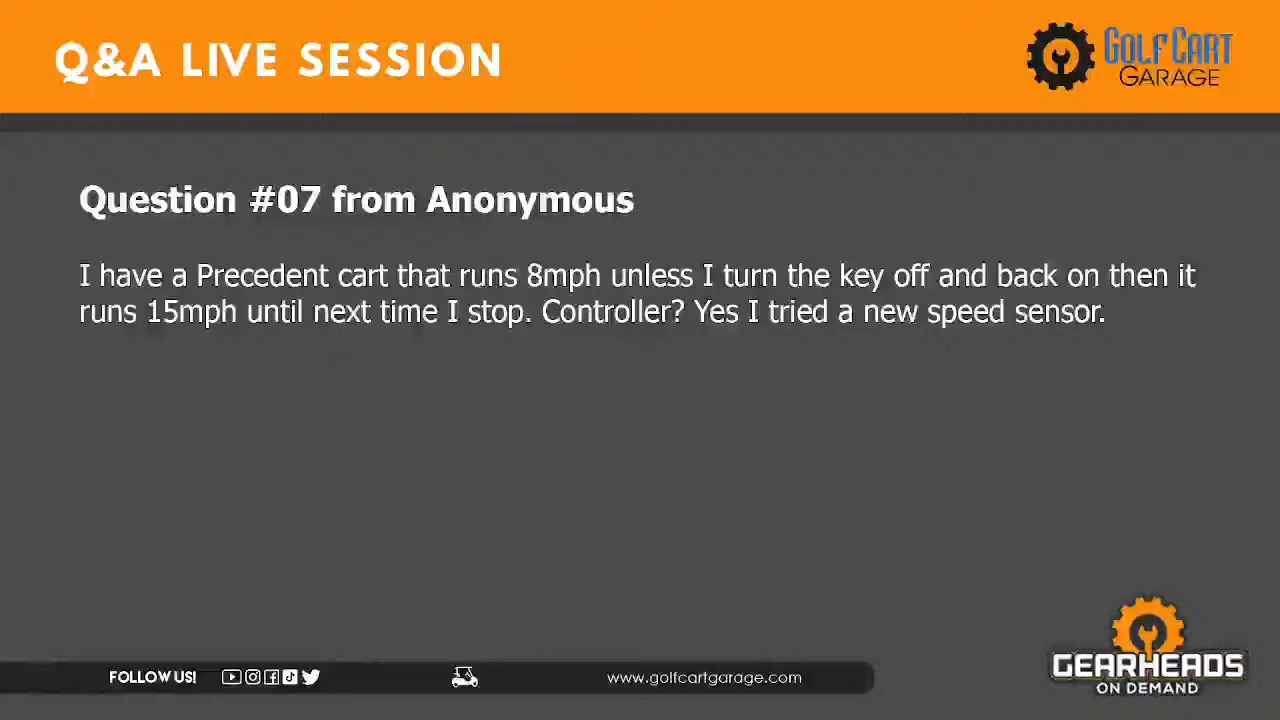 Q&A LIVE SESSION
GOLF CART
GARAGE
Question #07 from Anonymous
I have a Precedent cart that runs 8mph unless I turn the key off and back on then it
runs 15mph until next time I stop. Controller? Yes I tried a new speed sensor.
FOLLOW US!
www.golfcartgarage.com
GEARHEADS
ON DEMAND